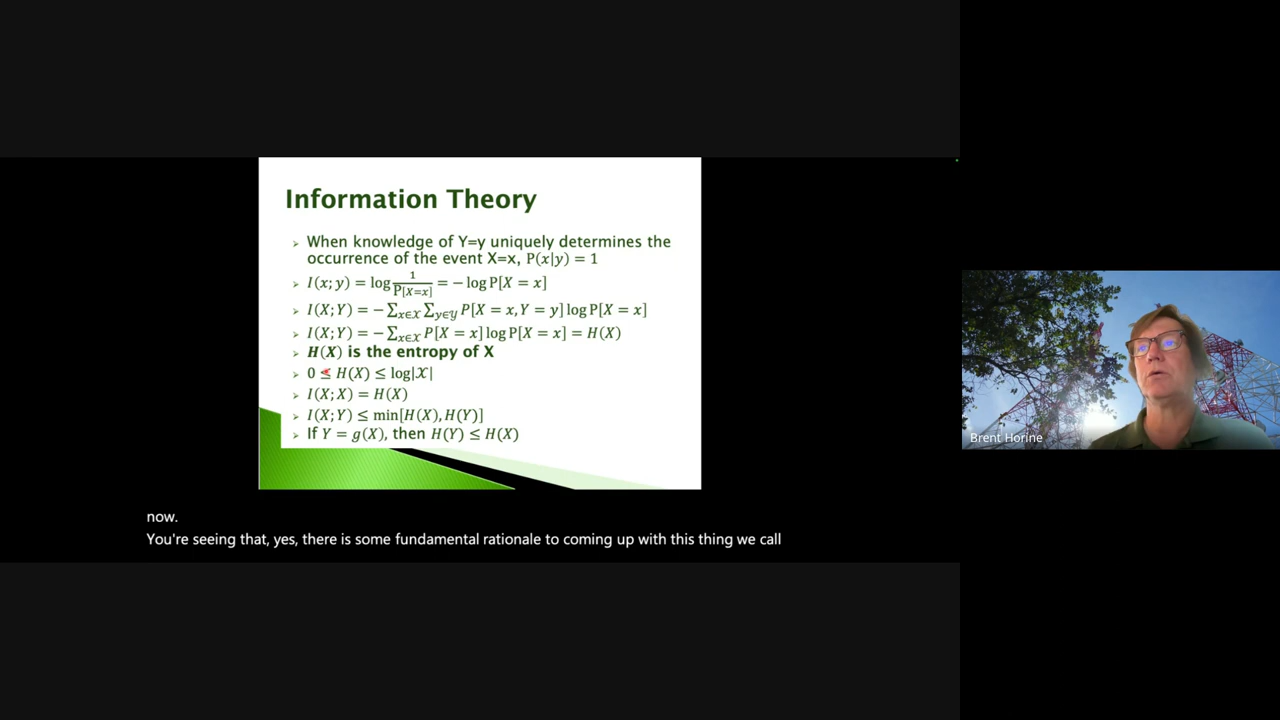 Information Theory
➢ When knowledge of Y=y uniquely determines the
occurrence of the event X=x, P(x|y) = 1
➢ I(x; y) = log 1/P[X=x] = − log P[X = x]
➢ I(X; Y) = − ∑x∈𝒳 ∑y∈𝒴 P[X = x, Y = y] log P[X = x]
➢ I(X; Y) = − ∑x∈𝒳 P[X = x] log P[X = x] = H(X)
➢ H(X) is the entropy of X
➢ 0 ≤ H(X) ≤ log|𝒳|
➢ I(X; X) = H(X)
➢ I(X; Y) ≤ min[H(X), H(Y)]
➢ If Y = g(X), then H(Y) ≤ H(X)
Brent Horine
now.
You're seeing that, yes, there is some fundamental rationale to coming up with this thing we call